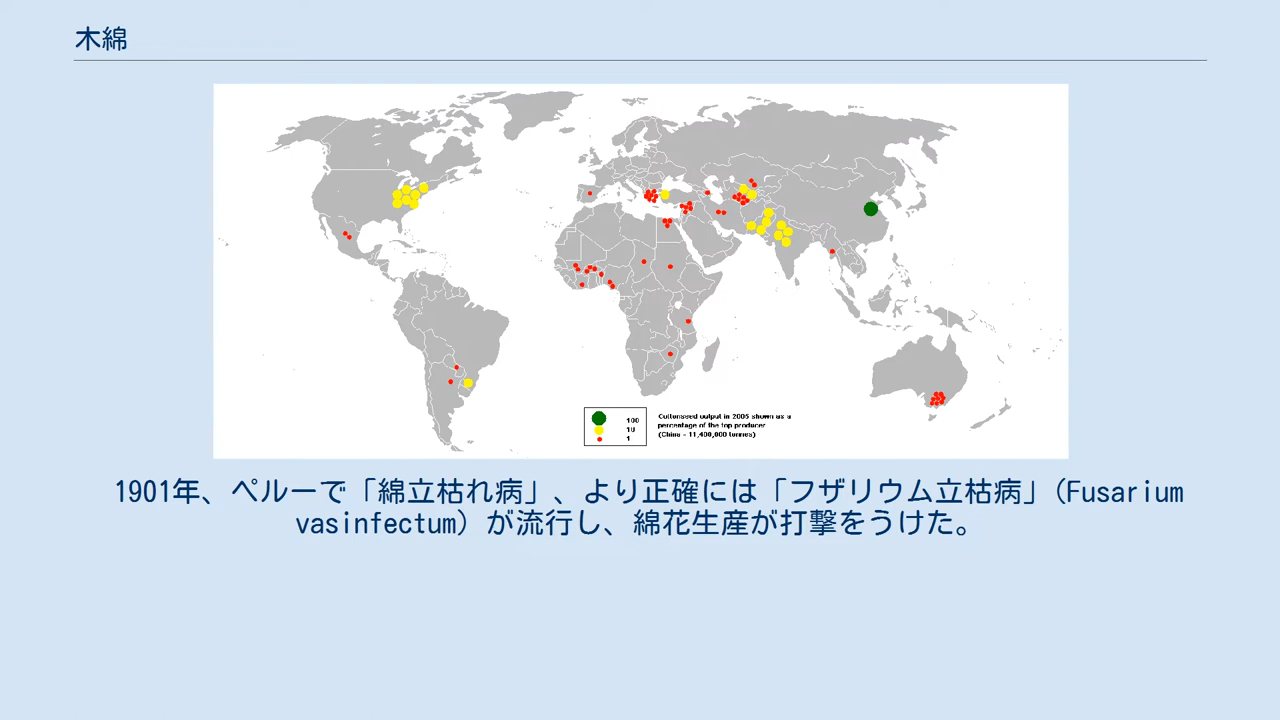 木綿
100
10
1
Cottonseed output in 2005 shown as a
percentage of the top producer
(China - 11,400,000 tonnes)
1901年、ペルーで「綿立枯れ病」、より正確には「フザリウム立枯病」(Fusarium
vasinfectum) が流行し、綿花生産が打撃をうけた。